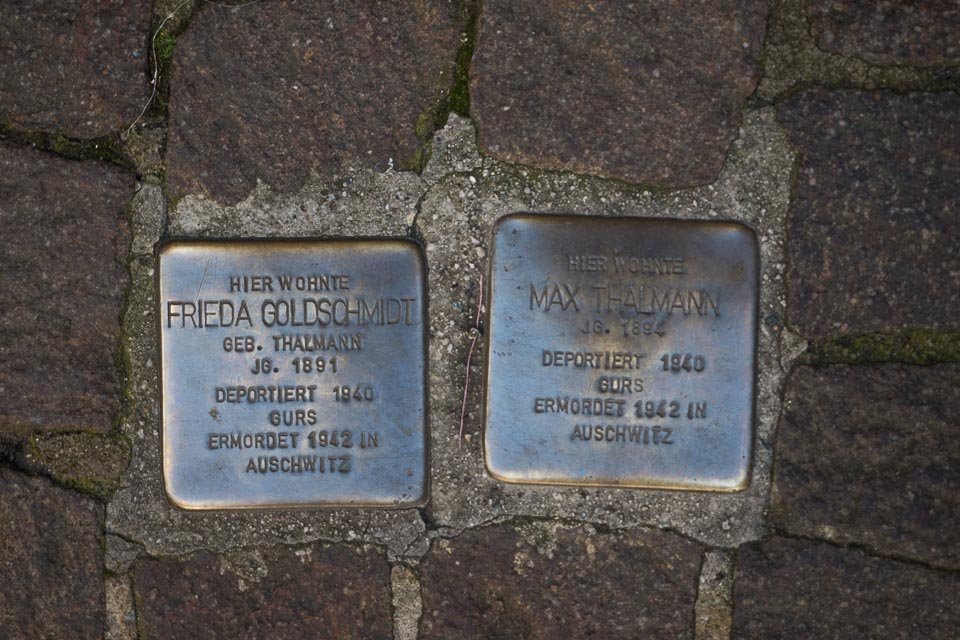 HIER WOHNTE
FRIEDA GOLDSCHMIDT
GEB. THALMANN
JG. 1891
DEPORTIERT 1940
GURS
ERMORDET 1942 IN
AUSCHWITZ
HIER WOHNTE
MAX THALMANN
JG. 1894
DEPORTIERT 1940
GURS
ERMORDET 1942 IN
AUSCHWITZ